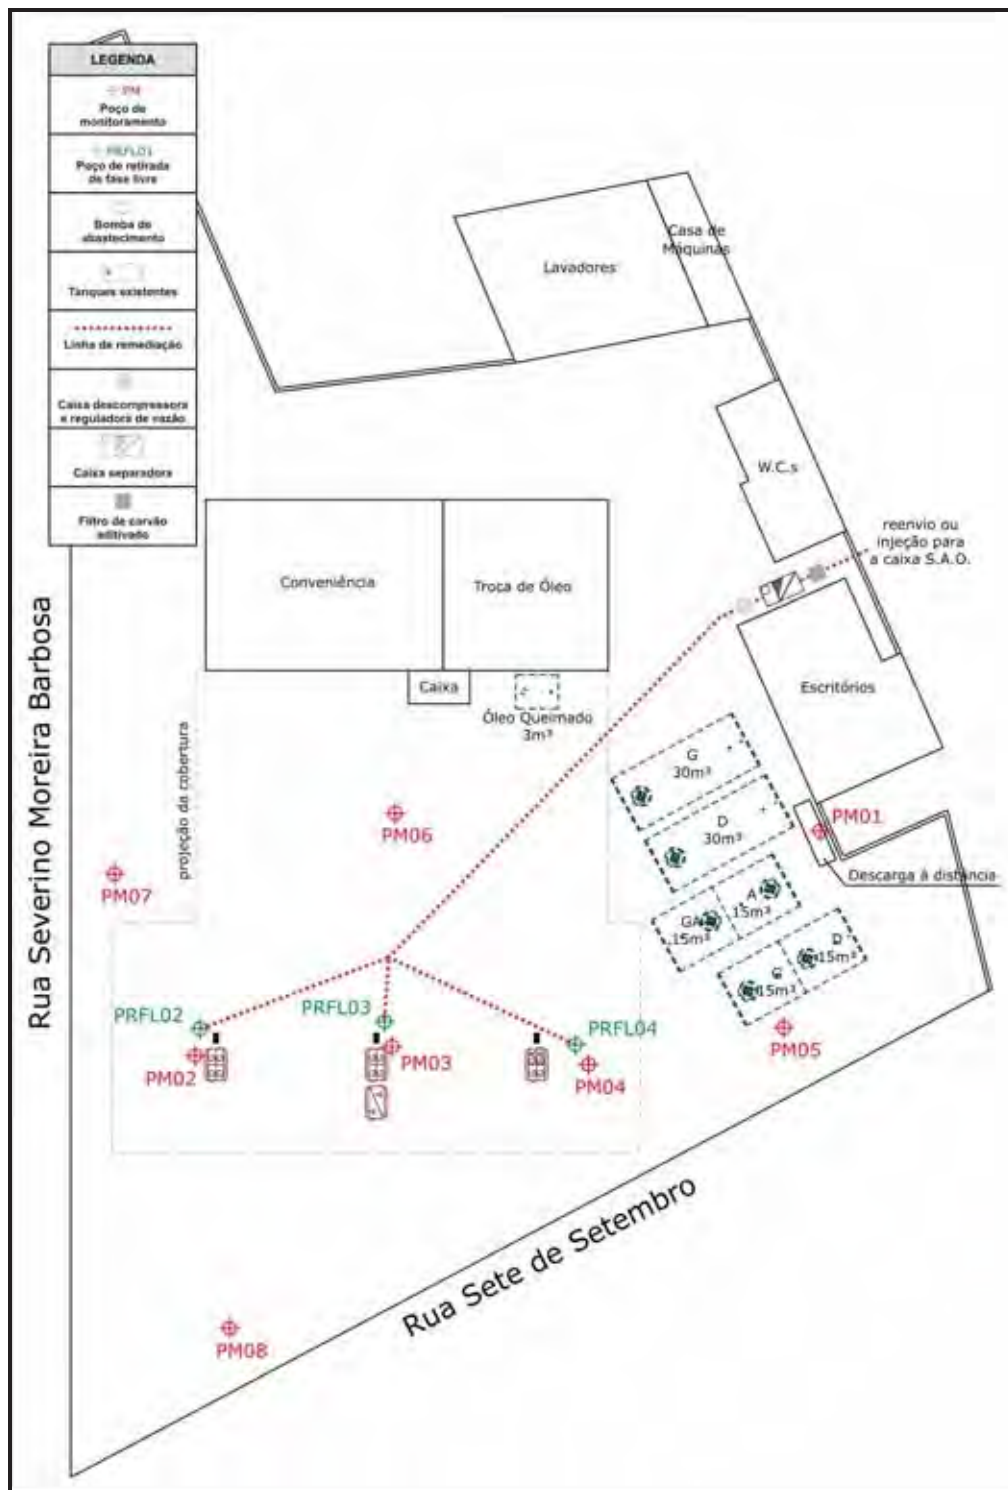 LEGENDA
PM
Poço de
monitoramento
PRFL01
Poço de retirada
de fase livre
Bomba de
abastecimento
Tanques existentes
Linha de remediação
Caixa descompressora
e reguladora de vazão
Caixa separadora
Filtro de carvão
aditivado
Casa de
Máquinas
Lavadores
W.C.s
reenvio ou
injeção para
a caixa S.A.O.
Conveniência
Troca de Óleo
Caixa
Óleo Queimado
3m³
Escritórios
Rua Severino Moreira Barbosa
projeção da cobertura
G
30m³
D
30m³
A
15m³
GA
15m³
D
15m³
G
15m³
PM01
Descarga à distância
PM06
PM07
PRFL02
PRFL03
PRFL04
PM02
PM03
PM04
PM05
Rua Sete de Setembro
PM08